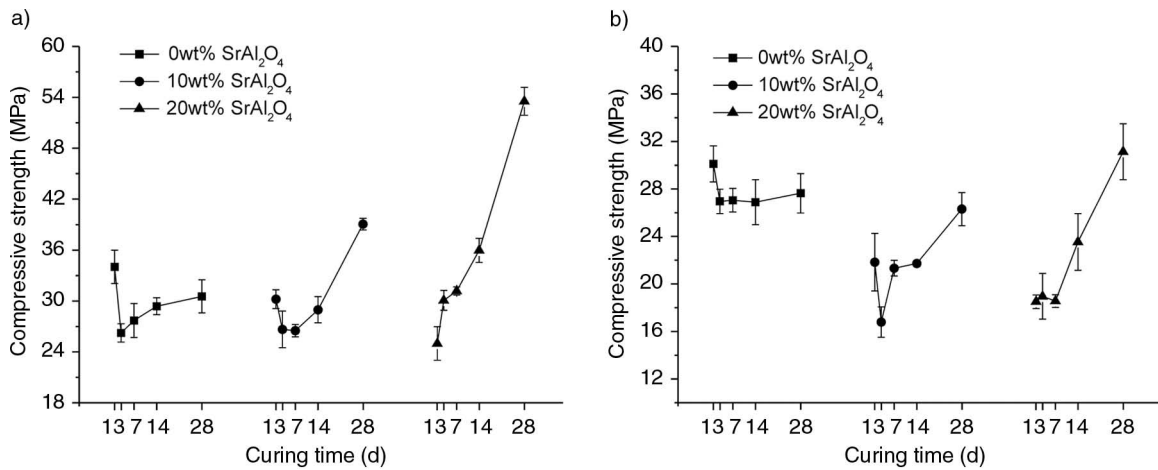 a)
60
54
48
42
36
30
24
18
Compressive strength (MPa)
0wt% SrAl₂O₄
10wt% SrAl₂O₄
20wt% SrAl₂O₄
13 7 14 28 13 7 14 28 13 7 14 28
Curing time (d)
b)
40
36
32
28
24
20
16
12
Compressive strength (MPa)
0wt% SrAl₂O₄
10wt% SrAl₂O₄
20wt% SrAl₂O₄
13 7 14 28 13 7 14 28 13 7 14 28
Curing time (d)